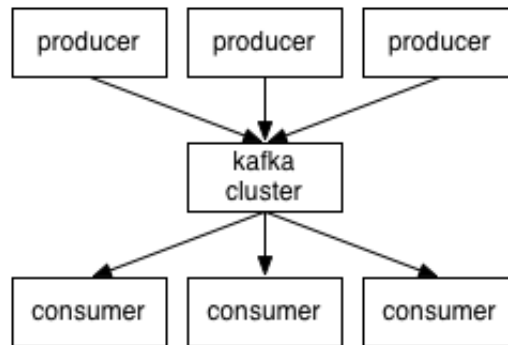 producer
producer
producer
kafka
cluster
consumer
consumer
consumer